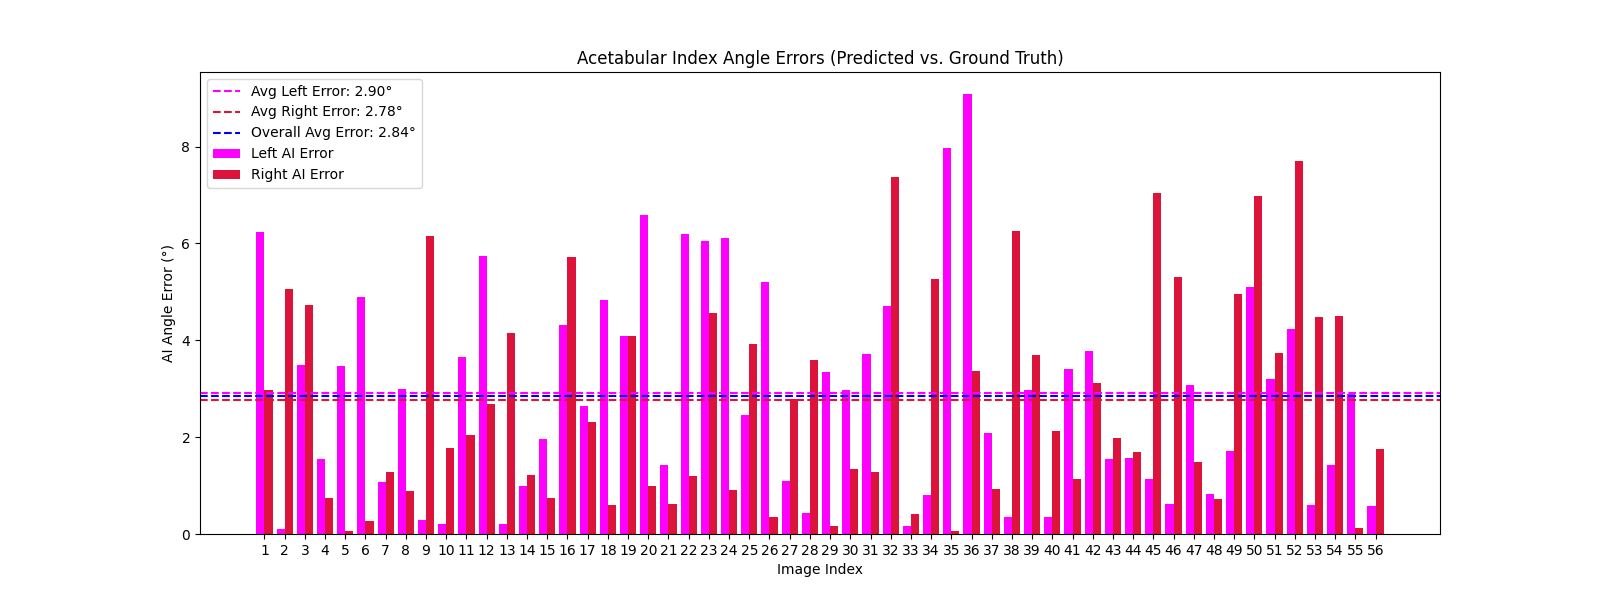 Acetabular Index Angle Errors (Predicted vs. Ground Truth)
Avg Left Error: 2.90°
Avg Right Error: 2.78°
Overall Avg Error: 2.84°
Left AI Error
Right AI Error
AI Angle Error (°)
8
6
4
2
0
1 2 3 4 5 6 7 8 9 10 11 12 13 14 15 16 17 18 19 20 21 22 23 24 25 26 27 28 29 30 31 32 33 34 35 36 37 38 39 40 41 42 43 44 45 46 47 48 49 50 51 52 53 54 55 56
Image Index